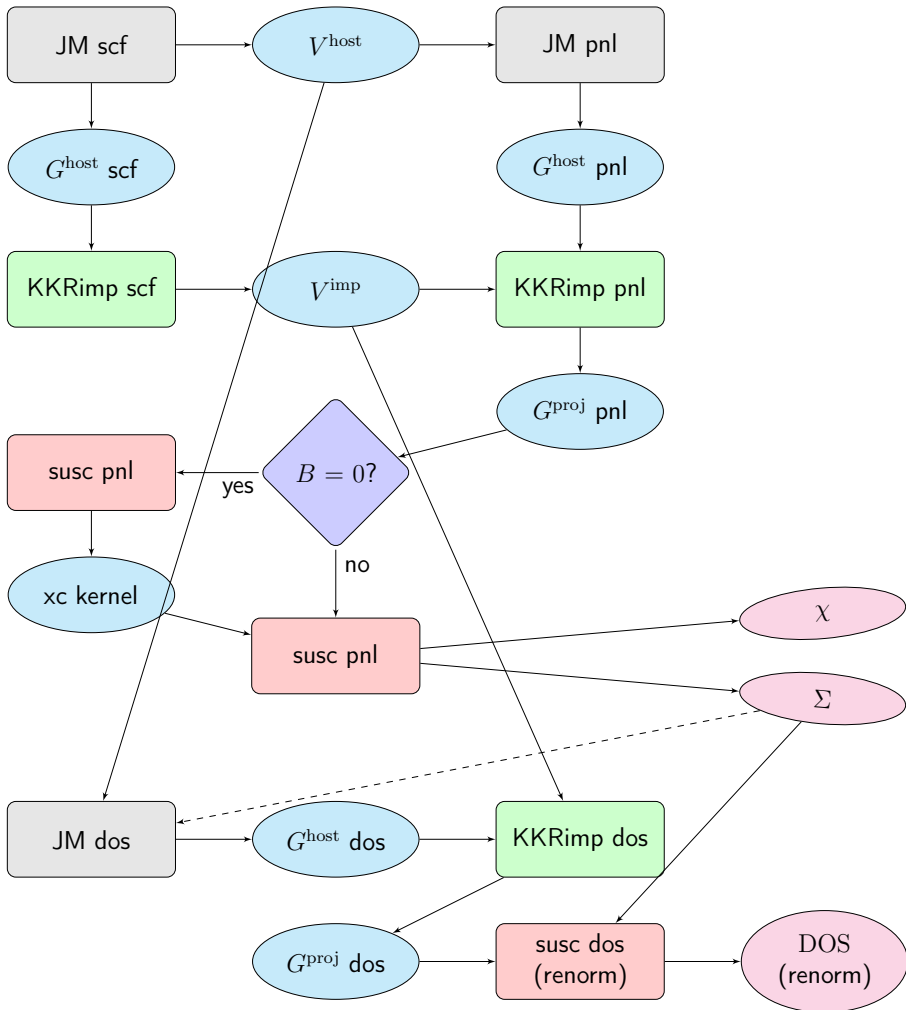 JM scf
V^host
JM pnl
G^host scf
G^host pnl
KKRimp scf
V^imp
KKRimp pnl
G^proj pnl
susc pnl
yes
B = 0?
no
xc kernel
susc pnl
χ
Σ
JM dos
G^host dos
KKRimp dos
G^proj dos
susc dos
(renorm)
DOS
(renorm)